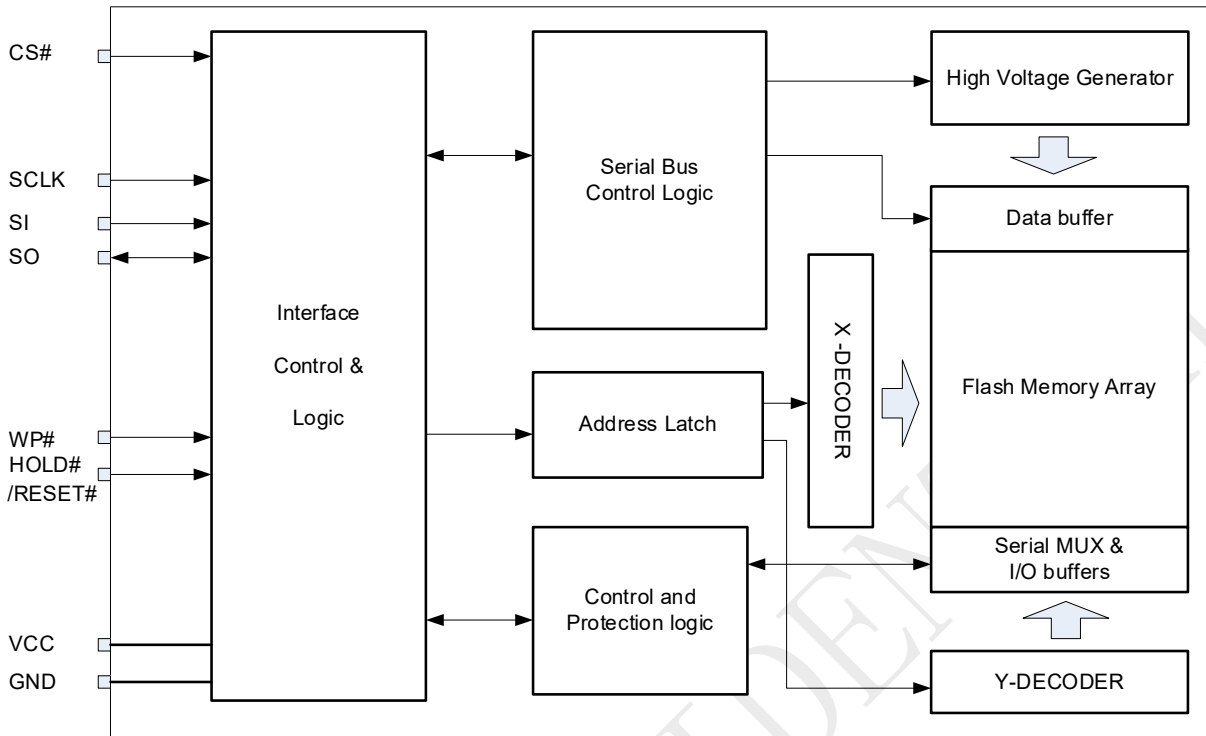 CS#
SCLK
SI
SO
WP#
HOLD#
/RESET#
VCC
GND
Interface
Control &
Logic
Serial Bus
Control Logic
Address Latch
Control and
Protection logic
X -DECODER
High Voltage Generator
Data buffer
Flash Memory Array
Serial MUX &
I/O buffers
Y-DECODER